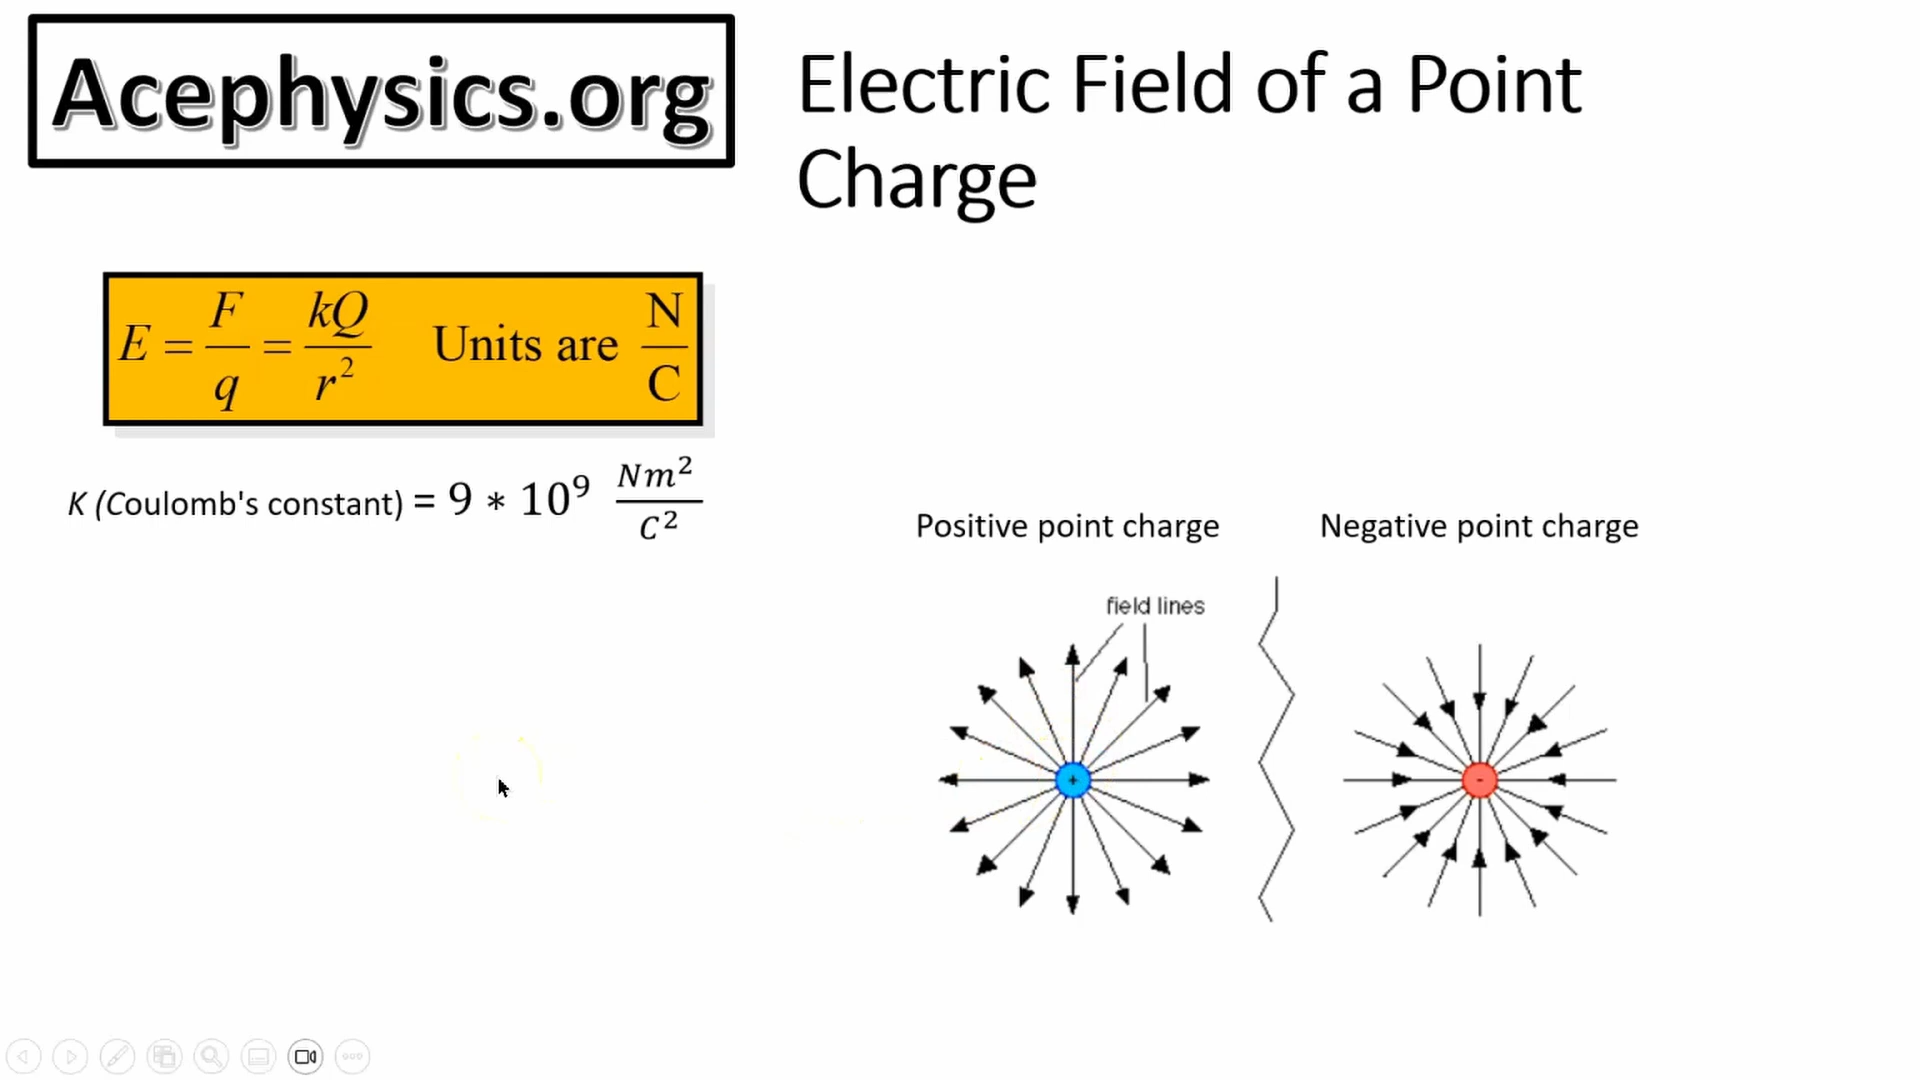 Acephysics.org
Electric Field of a Point
Charge
E = F/q = kQ/r² Units are N/C
K (Coulomb's constant) = 9 * 10⁹ Nm²/C²
Positive point charge
Negative point charge
field lines
+
-